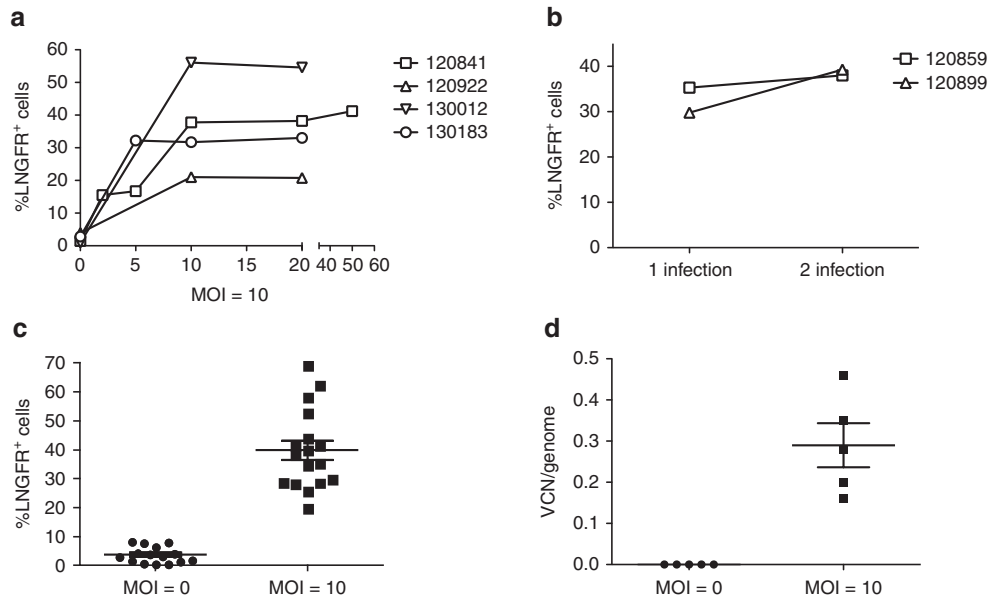 a
60
50
40
30
20
10
0
%LNGFR+ cells
0 5 10 15 20 40 50 60
MOI = 10
120841
120922
130012
130183
b
40
30
20
10
0
%LNGFR+ cells
1 infection 2 infection
120859
120899
c
70
60
50
40
30
20
10
0
%LNGFR+ cells
MOI = 0 MOI = 10
d
0.5
0.4
0.3
0.2
0.1
0.0
VCN/genome
MOI = 0 MOI = 10